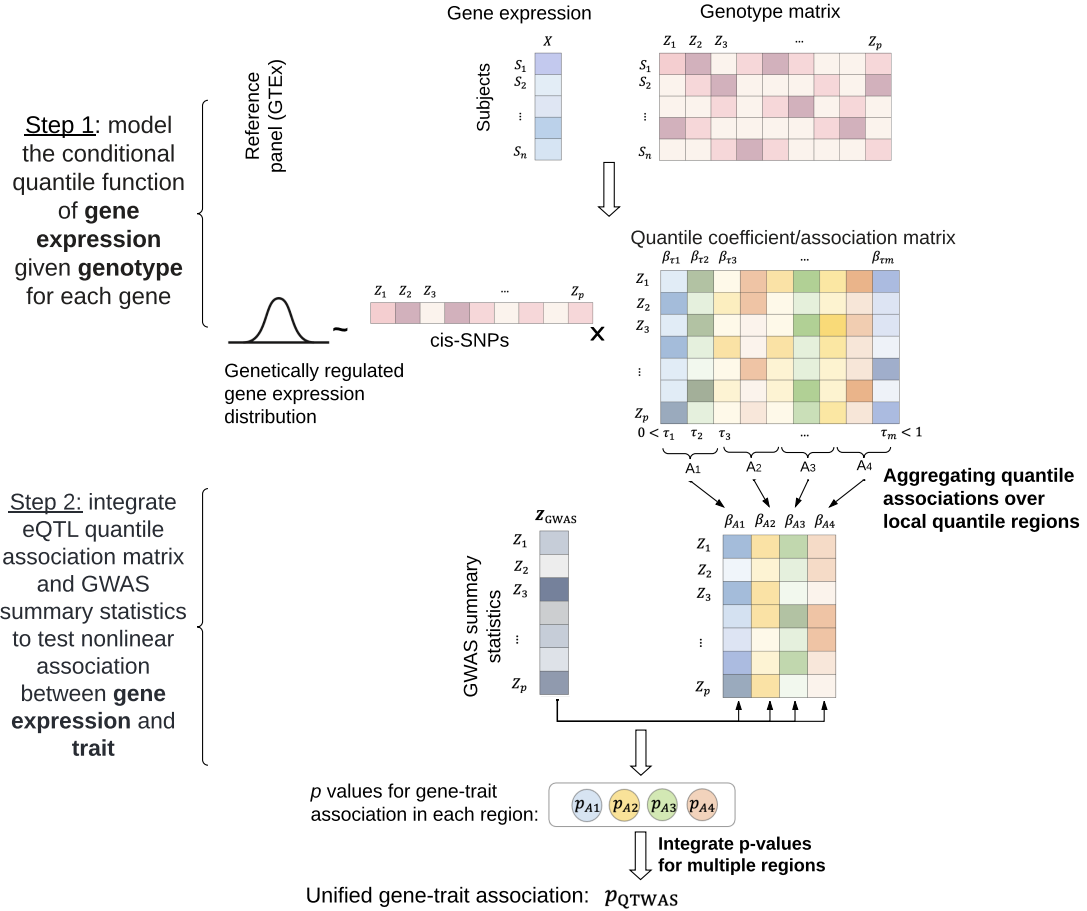 Gene expression
Genotype matrix
X
Z1 Z2 Z3 ... Zp
Subjects
S1
S2
...
Sn
S1
S2
...
Sn
Reference
panel (GTEx)
Step 1: model
the conditional
quantile function
of gene
expression
given genotype
for each gene
Quantile coefficient/association matrix
βτ1 βτ2 βτ3 ... βτm
Z1
Z2
Z3
...
Zp
0 < τ1 τ2 τ3 ... τm < 1
Z1 Z2 Z3 ... Zp
cis-SNPs
~
x
Genetically regulated
gene expression
distribution
A1 A2 A3 A4
Aggregating quantile
associations over
local quantile regions
Step 2: integrate
eQTL quantile
association matrix
and GWAS
summary statistics
to test nonlinear
association
between gene
expression and
trait
zGWAS
GWAS summary
statistics
Z1
Z2
Z3
...
Zp
βA1 βA2 βA3 βA4
Z1
Z2
Z3
...
Zp
p values for gene-trait
association in each region:
pA1 pA2 pA3 pA4
Integrate p-values
for multiple regions
Unified gene-trait association: pQTWAS